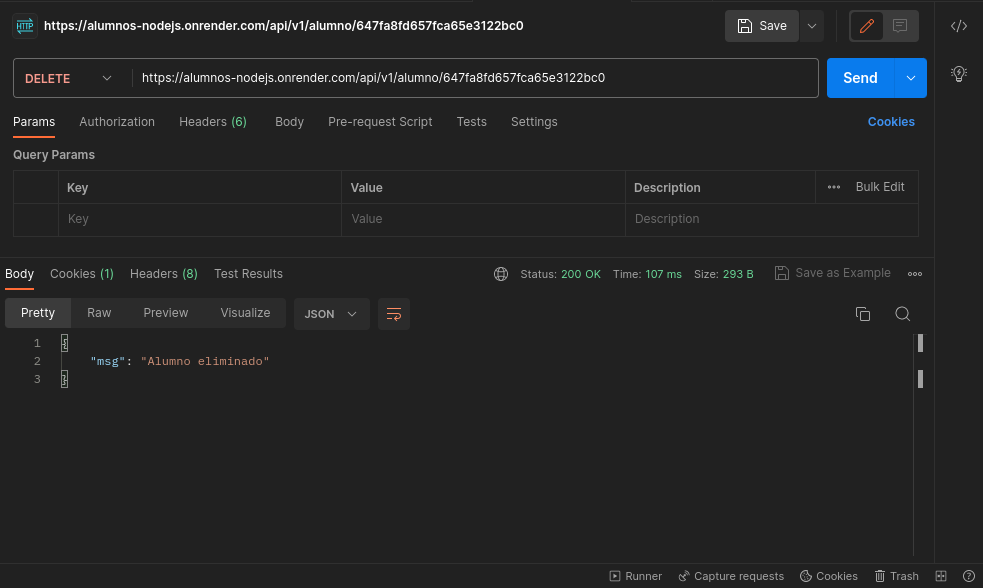 HTTP https://alumnos-nodejs.onrender.com/api/v1/alumno/647fa8fd657fca65e3122bc0 Save
DELETE https://alumnos-nodejs.onrender.com/api/v1/alumno/647fa8fd657fca65e3122bc0 Send
Params Authorization Headers (6) Body Pre-request Script Tests Settings Cookies
Query Params
Key Value Description ••• Bulk Edit
Key Value Description
Body Cookies (1) Headers (8) Test Results Status: 200 OK Time: 107 ms Size: 293 B Save as Example
Pretty Raw Preview Visualize JSON
1 {
2 "msg": "Alumno eliminado"
3 }
Runner Capture requests Cookies Trash